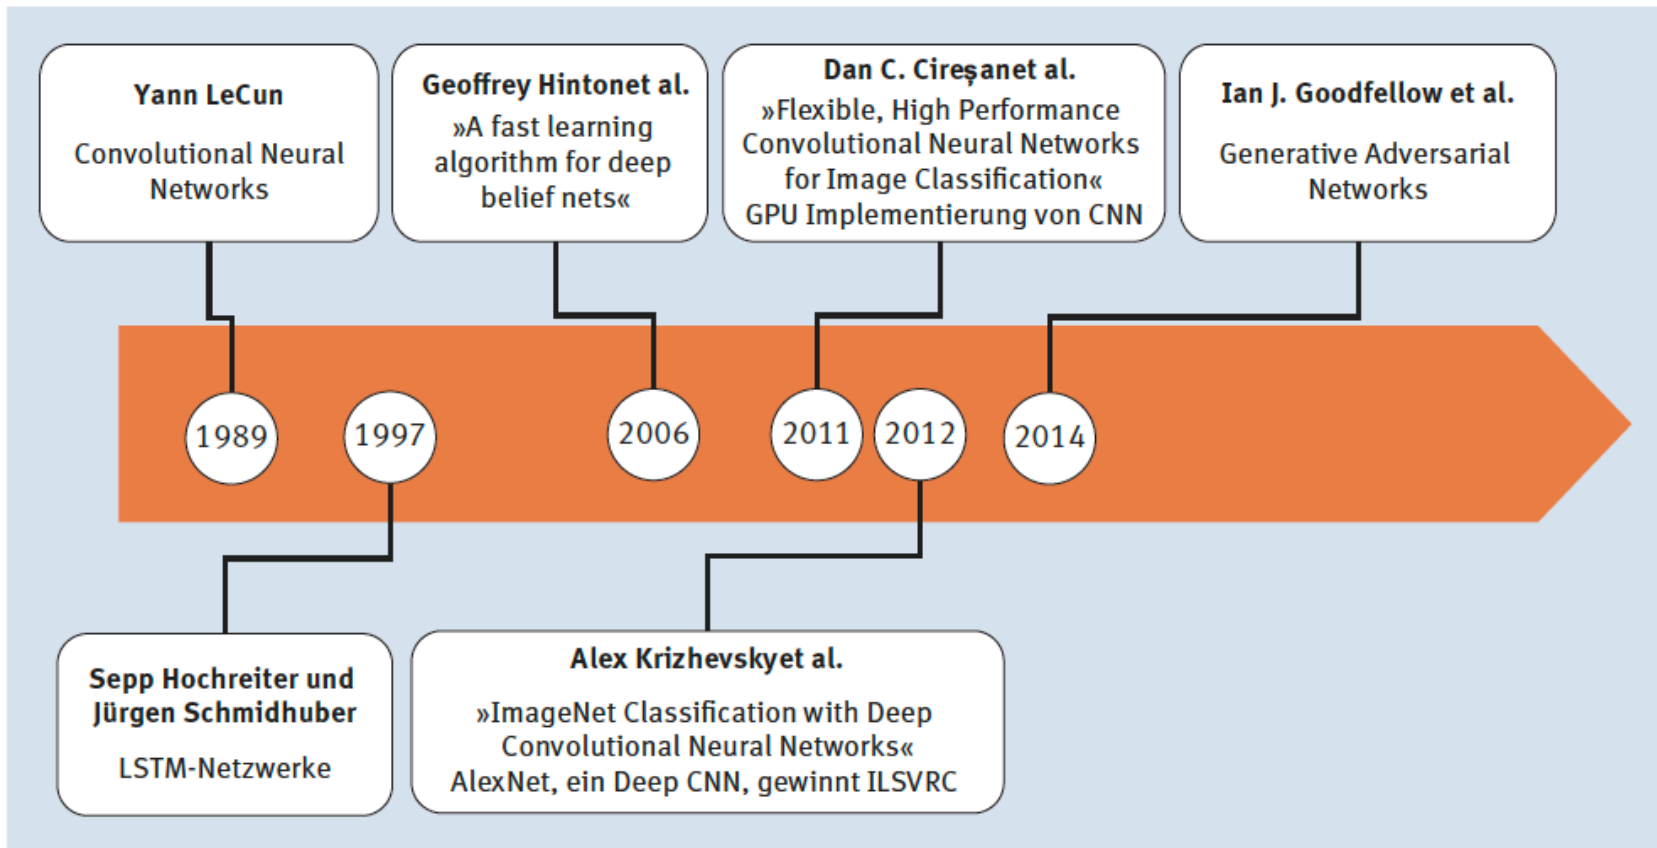 Yann LeCun
Convolutional Neural
Networks
Geoffrey Hintonet al.
»A fast learning
algorithm for deep
belief nets«
Dan C. Cireșanet al.
»Flexible, High Performance
Convolutional Neural Networks
for Image Classification«
GPU Implementierung von CNN
Ian J. Goodfellow et al.
Generative Adversarial
Networks
1989
1997
2006
2011
2012
2014
Sepp Hochreiter und
Jürgen Schmidhuber
LSTM-Netzwerke
Alex Krizhevskyet al.
»ImageNet Classification with Deep
Convolutional Neural Networks«
AlexNet, ein Deep CNN, gewinnt ILSVRC